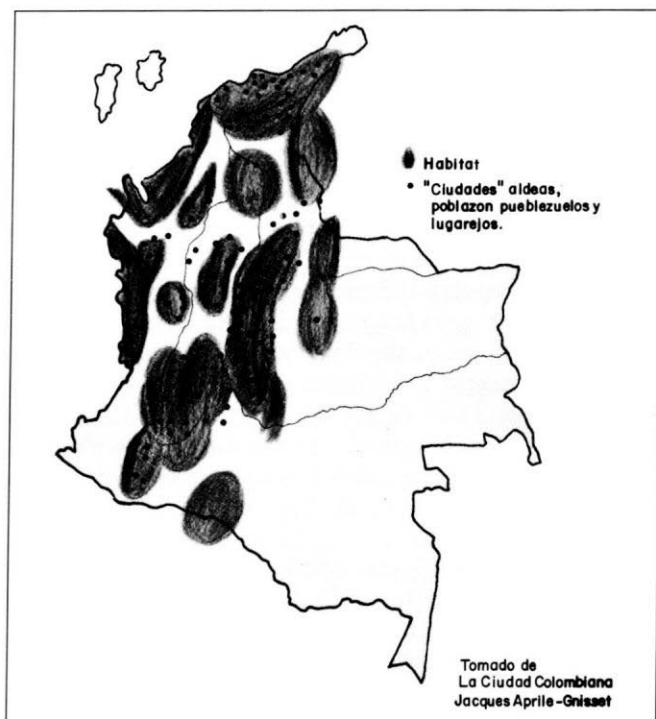 Habitat
"Ciudades" aldeas,
poblazon pueblezuelos y
lugarejos.
Tomado de
La Ciudad Colombiana
Jacques Aprile-Gnisset